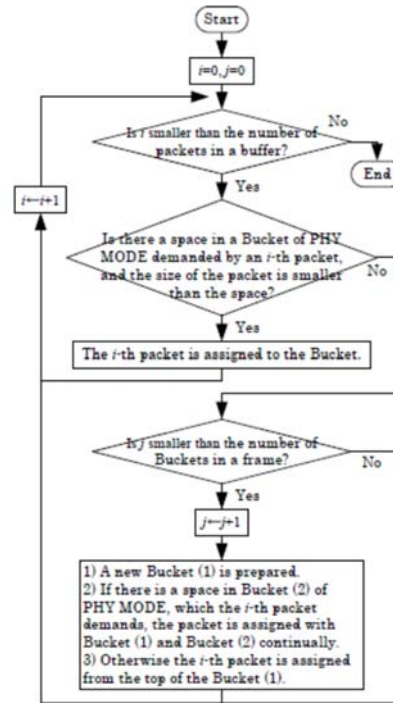 Start
i=0, j=0
Is i smaller than the number of
packets in a buffer?
No
End
Yes
i←i+1
Is there a space in a Bucket of PHY
MODE demanded by an i-th packet,
and the size of the packet is smaller
than the space?
No
Yes
The i-th packet is assigned to the Bucket.
Is j smaller than the number of
Buckets in a frame?
No
Yes
j←j+1
1) A new Bucket (1) is prepared.
2) If there is a space in Bucket (2) of
PHY MODE, which the i-th packet
demands, the packet is assigned with
Bucket (1) and Bucket (2) continually.
3) Otherwise the i-th packet is assigned
from the top of the Bucket (1).